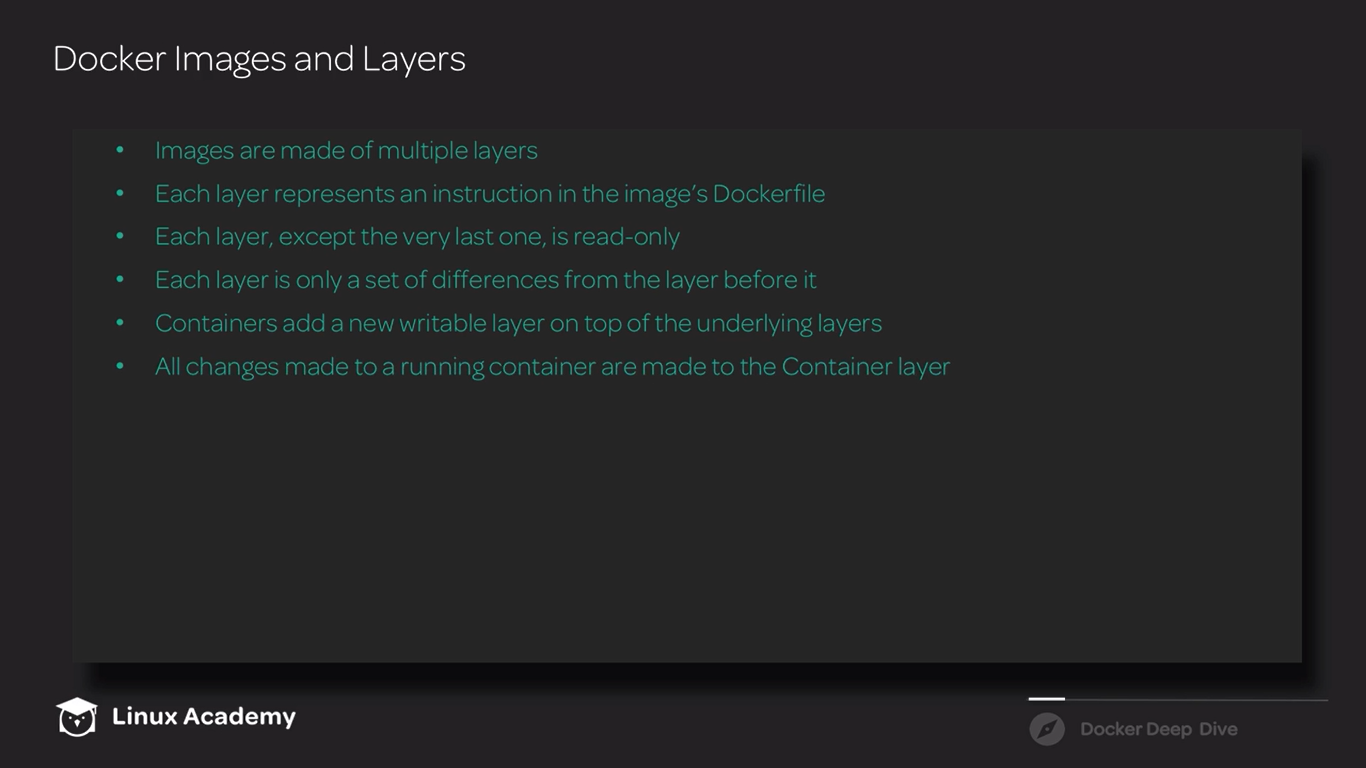 Docker Images and Layers
• Images are made of multiple layers
• Each layer represents an instruction in the image’s Dockerfile
• Each layer, except the very last one, is read-only
• Each layer is only a set of differences from the layer before it
• Containers add a new writable layer on top of the underlying layers
• All changes made to a running container are made to the Container layer
Linux Academy
Docker Deep Dive